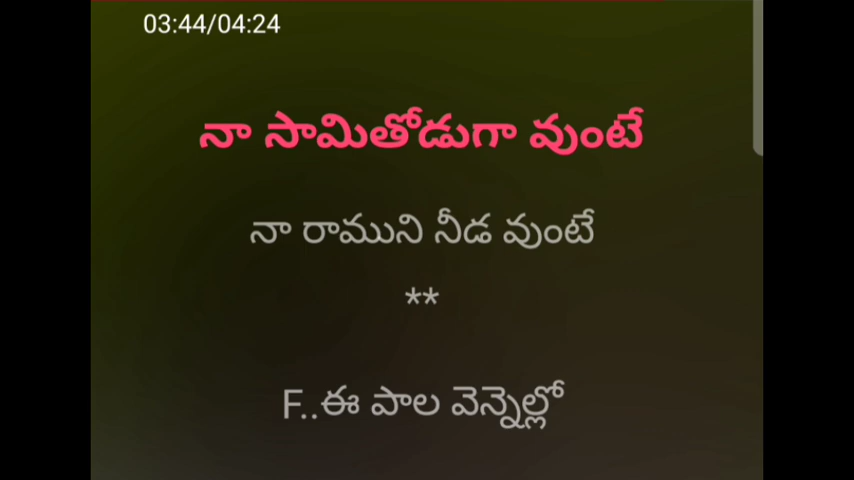 03:44/04:24
నా సామితోడుగా వుంటే
నా రాముని నీడ వుంటే
**
F..ఈ పాల వెన్నెల్లో